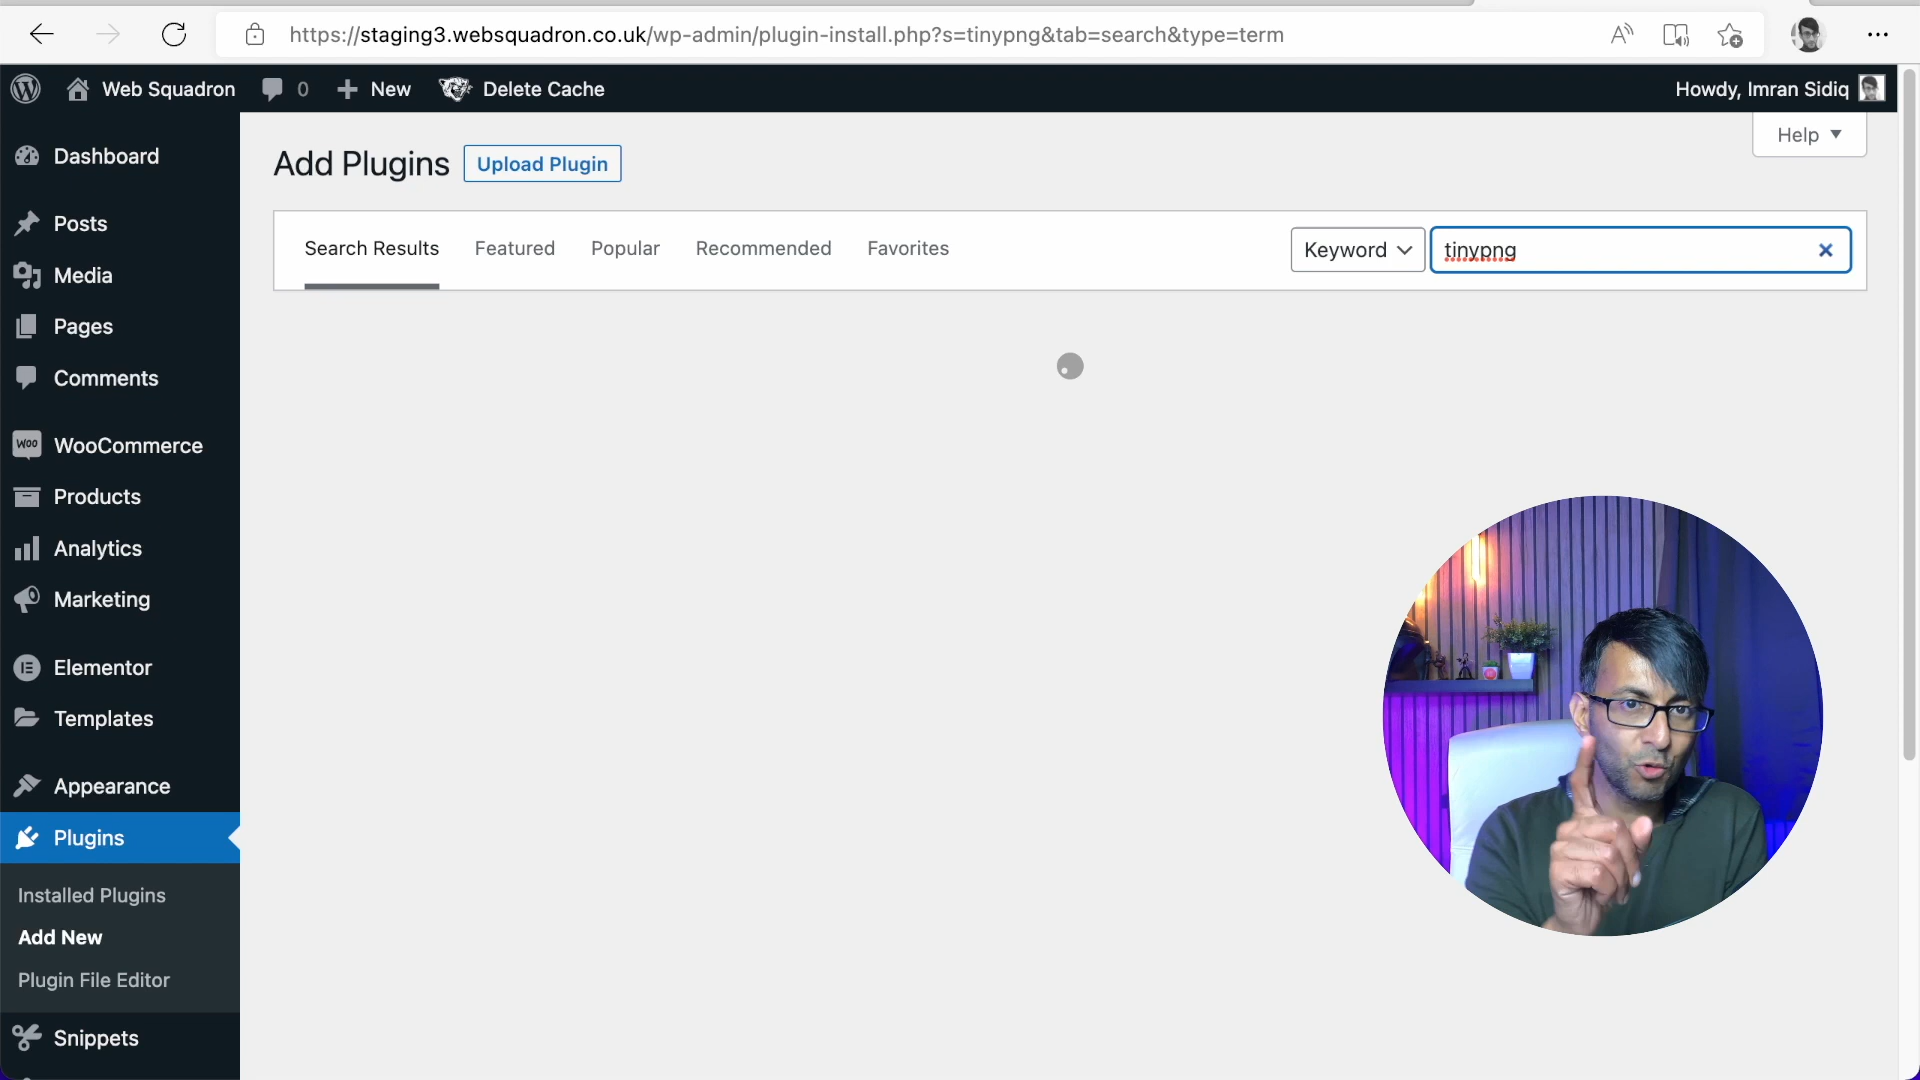 https://staging3.websquadron.co.uk/wp-admin/plugin-install.php?s=tinypng&tab=search&type=term
Web Squadron 0 New Delete Cache Howdy, Imran Sidiq
Help
Dashboard
Posts
Media
Pages
Comments
WOO WooCommerce
Products
Analytics
Marketing
Elementor
Templates
Appearance
Plugins
Installed Plugins
Add New
Plugin File Editor
Snippets
Add Plugins Upload Plugin
Search Results Featured Popular Recommended Favorites Keyword tinypng